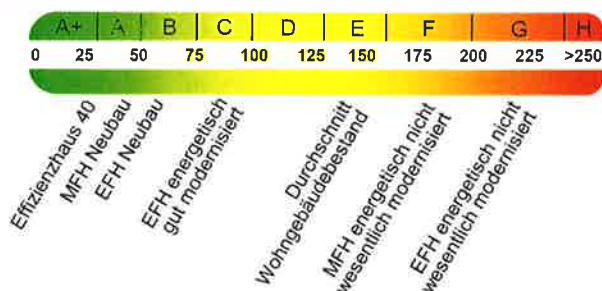 A+ A B C D E F G H
0 25 50 75 100 125 150 175 200 225 >250
Effizienzhaus 40
MFH Neubau
EFH Neubau
EFH energetisch
gut modernisiert
Durchschnitt
Wohngebäudebestand
MFH energetisch nicht
wesentlich modernisiert
EFH energetisch nicht
wesentlich modernisiert